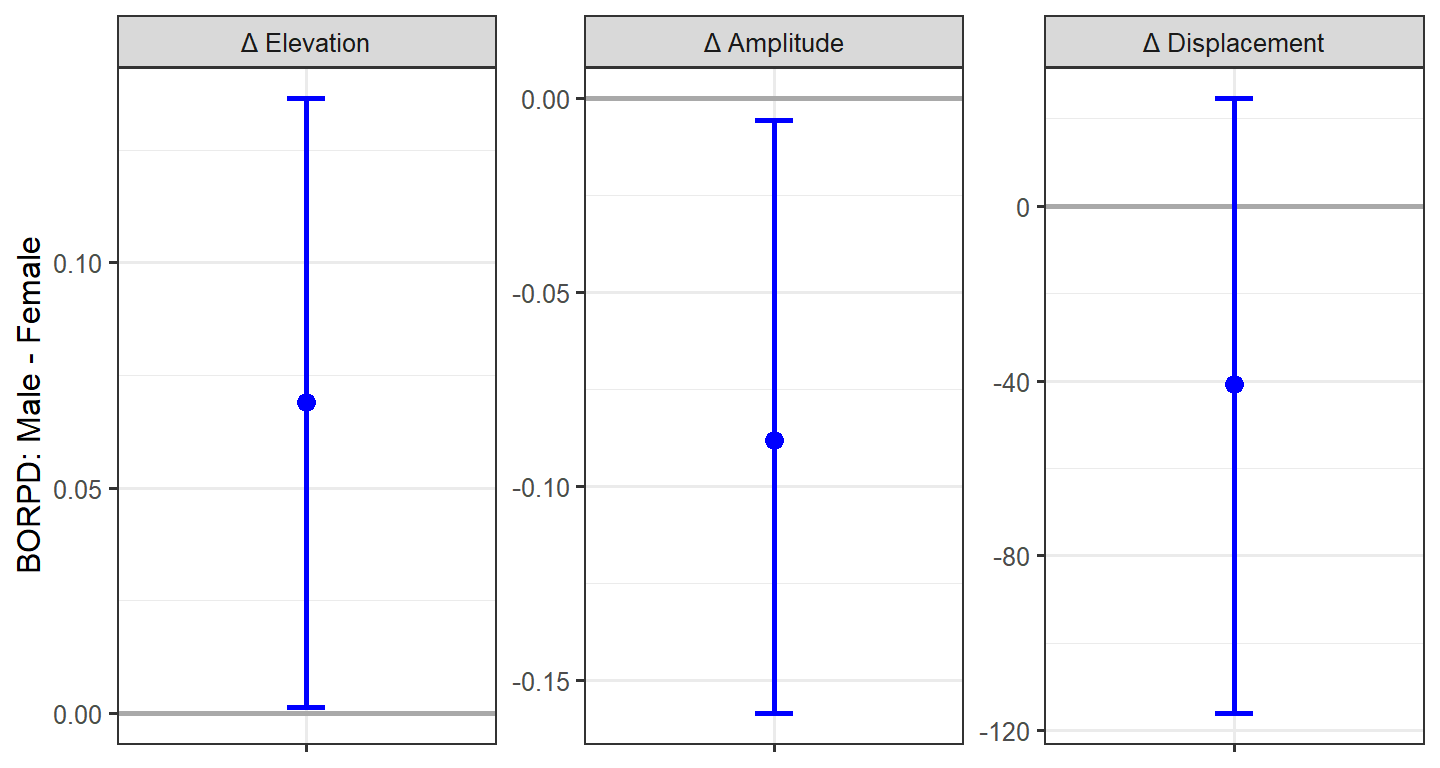 Δ Elevation
Δ Amplitude
Δ Displacement
BORPD: Male - Female
0.10
0.05
0.00
0.00
-0.05
-0.10
-0.15
0
-40
-80
-120